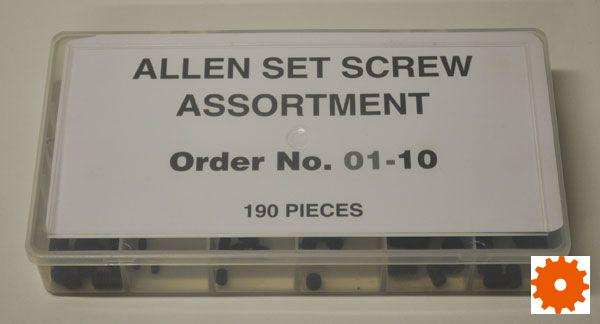 ALLEN SET SCREW
ASSORTMENT
Order No. 01-10
190 PIECES